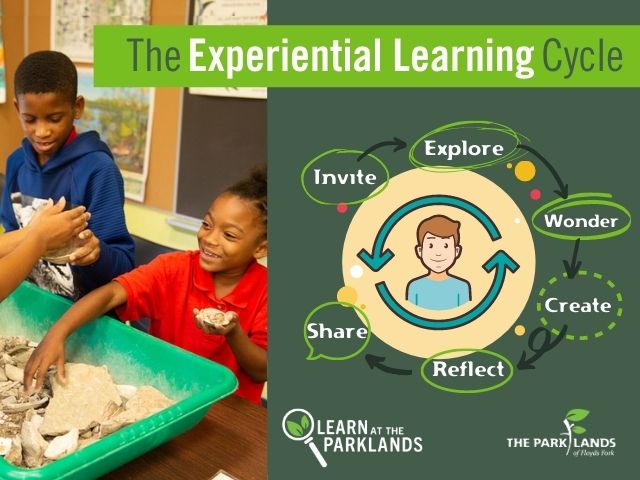 The Experiential Learning Cycle
Invite
Explore
Wonder
Create
Reflect
Share
LEARN AT THE
PARKLANDS
THE PARKLANDS
of Floyds Fork